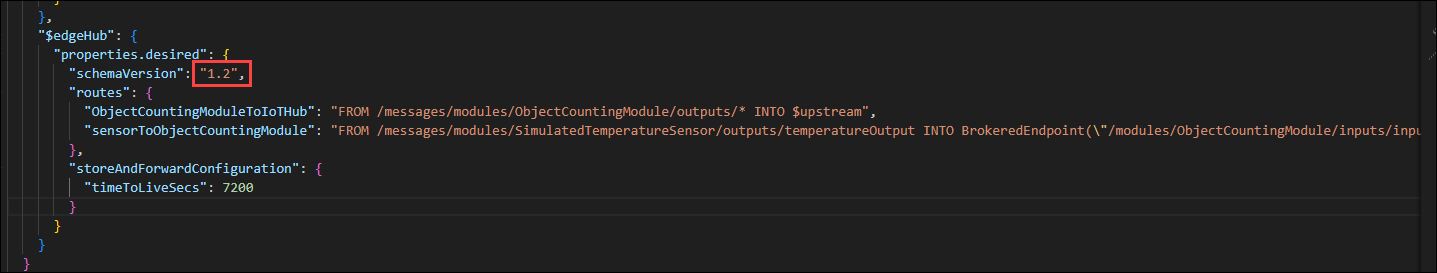 }
},
"$edgeHub": {
"properties.desired": {
"schemaVersion": "1.2",
"routes": {
"ObjectCountingModuleToIoTHub": "FROM /messages/modules/ObjectCountingModule/outputs/* INTO $upstream",
"sensorToObjectCountingModule": "FROM /messages/modules/SimulatedTemperatureSensor/outputs/temperatureOutput INTO BrokeredEndpoint(\"/modules/ObjectCountingModule/inputs/inpu
},
"storeAndForwardConfiguration": {
"timeToLiveSecs": 7200
}
}
}
}